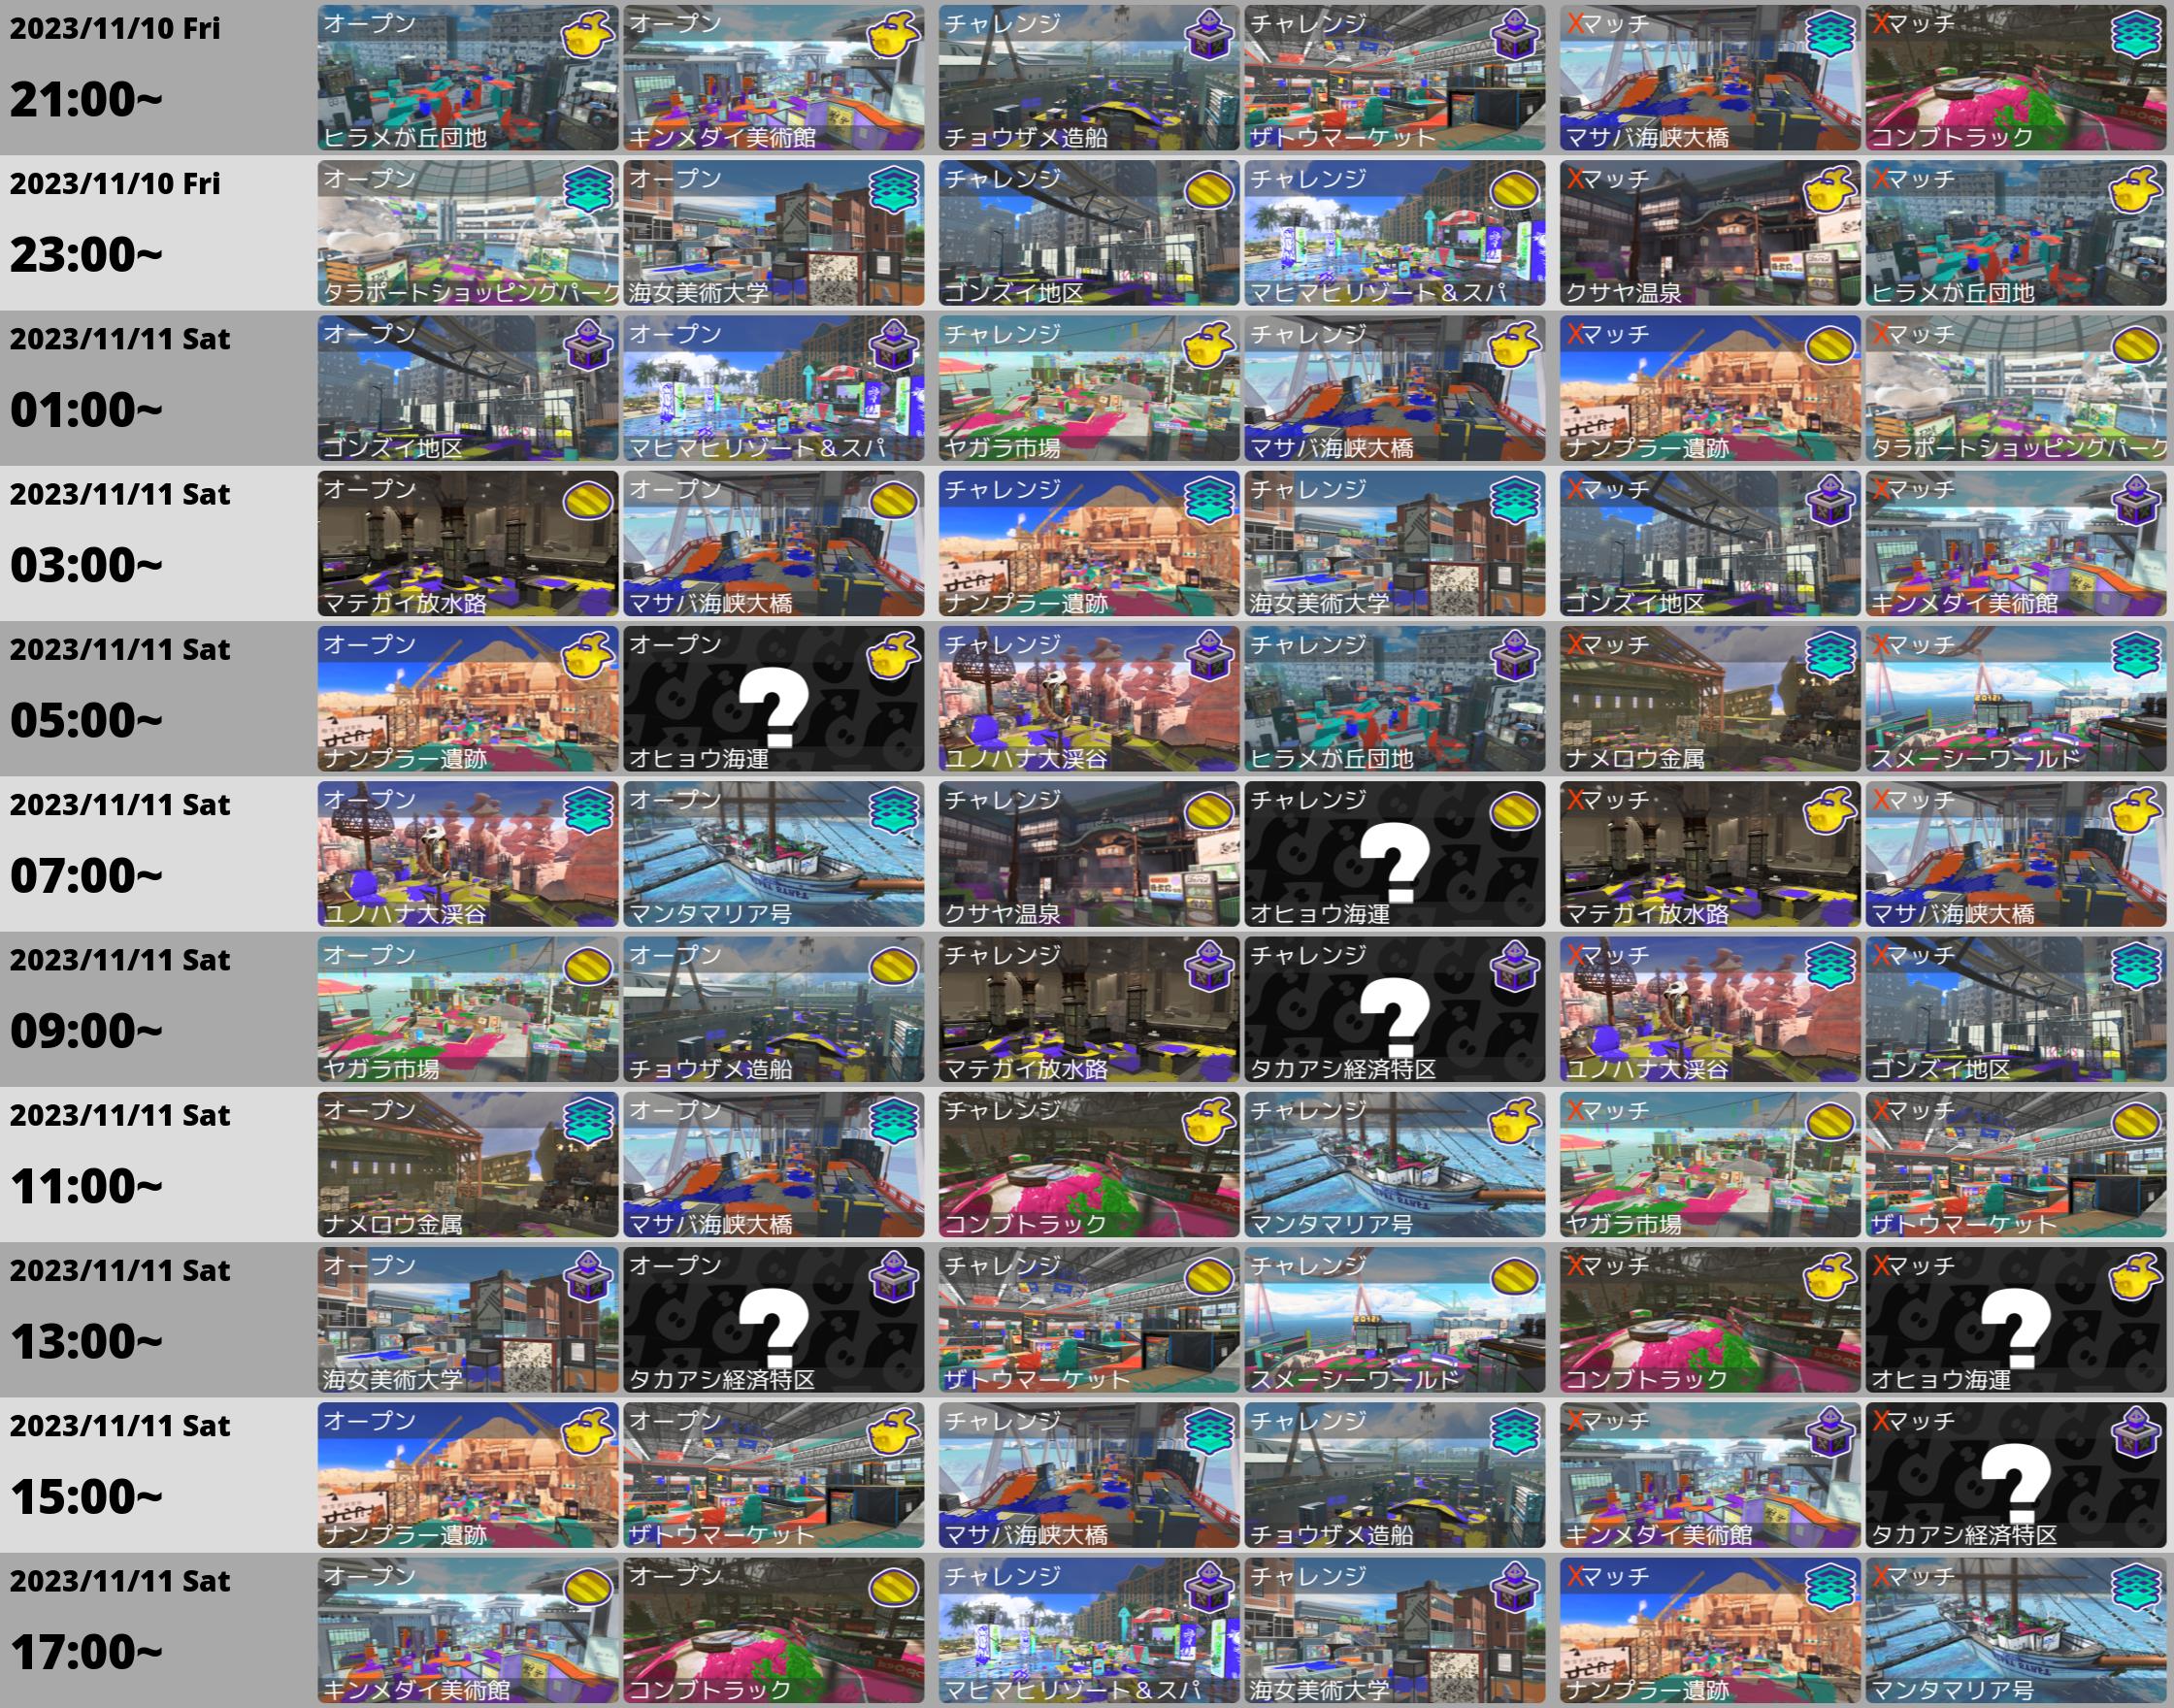 2023/11/10 Fri
21:00~
オープン
ヒラメが丘団地
オープン
キンメダイ美術館
チャレンジ
チョウザメ造船
チャレンジ
ザトウマーケット
Xマッチ
マサバ海峡大橋
Xマッチ
コンブトラック
2023/11/10 Fri
23:00~
オープン
タラポートショッピングパーク
オープン
海女美術大学
チャレンジ
ゴンズイ地区
チャレンジ
マヒマヒリゾート＆スパ
Xマッチ
クサヤ温泉
Xマッチ
ヒラメが丘団地
2023/11/11 Sat
01:00~
オープン
ゴンズイ地区
オープン
マヒマヒリゾート＆スパ
チャレンジ
ヤガラ市場
チャレンジ
マサバ海峡大橋
Xマッチ
ナンプラー遺跡
Xマッチ
タラポートショッピングパーク
2023/11/11 Sat
03:00~
オープン
マテガイ放水路
オープン
マサバ海峡大橋
チャレンジ
ナンプラー遺跡
チャレンジ
海女美術大学
Xマッチ
ゴンズイ地区
Xマッチ
キンメダイ美術館
2023/11/11 Sat
05:00~
オープン
ナンプラー遺跡
オープン
?
オヒョウ海運
チャレンジ
ユノハナ大渓谷
チャレンジ
ヒラメが丘団地
Xマッチ
ナメロウ金属
Xマッチ
スメーシーワールド
2023/11/11 Sat
07:00~
オープン
ユノハナ大渓谷
オープン
マンタマリア号
チャレンジ
クサヤ温泉
チャレンジ
?
オヒョウ海運
Xマッチ
マテガイ放水路
Xマッチ
マサバ海峡大橋
2023/11/11 Sat
09:00~
オープン
ヤガラ市場
オープン
チョウザメ造船
チャレンジ
マテガイ放水路
チャレンジ
?
タカアシ経済特区
Xマッチ
ユノハナ大渓谷
Xマッチ
ゴンズイ地区
2023/11/11 Sat
11:00~
オープン
ナメロウ金属
オープン
マサバ海峡大橋
チャレンジ
コンブトラック
チャレンジ
マンタマリア号
Xマッチ
ヤガラ市場
Xマッチ
ザトウマーケット
2023/11/11 Sat
13:00~
オープン
海女美術大学
オープン
?
タカアシ経済特区
チャレンジ
ザトウマーケット
チャレンジ
スメーシーワールド
Xマッチ
コンブトラック
Xマッチ
?
オヒョウ海運
2023/11/11 Sat
15:00~
オープン
ナンプラー遺跡
オープン
ザトウマーケット
チャレンジ
マサバ海峡大橋
チャレンジ
チョウザメ造船
Xマッチ
キンメダイ美術館
Xマッチ
?
タカアシ経済特区
2023/11/11 Sat
17:00~
オープン
キンメダイ美術館
オープン
コンブトラック
チャレンジ
マヒマヒリゾート＆スパ
チャレンジ
海女美術大学
Xマッチ
ナンプラー遺跡
Xマッチ
マンタマリア号